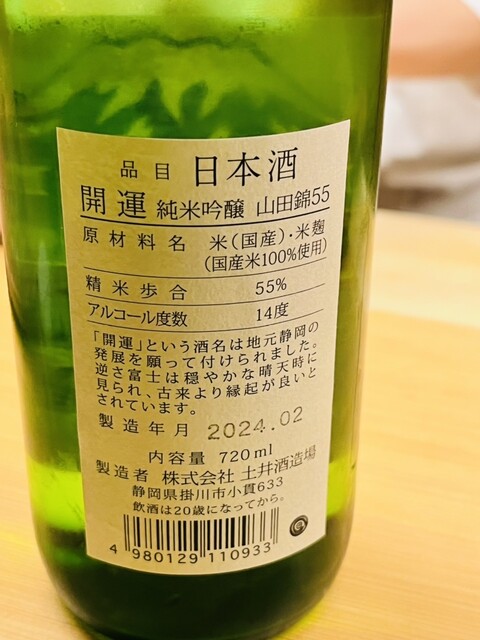 品目 日本酒
開運 純米吟醸 山田錦55
原材料名 米(国産)・米麹
(国産米100%使用)
精米歩合 55%
アルコール度数 14度
「開運」という酒名は地元静岡の
発展を願って付けられました。
逆さ富士は穏やかな晴天時に
見られ、古来より縁起が良いと
されています。
製造年月 2024.02
内容量 720ml
製造者 株式会社 土井酒造場
静岡県掛川市小貫633
飲酒は20歳になってから。
4 980129 110933